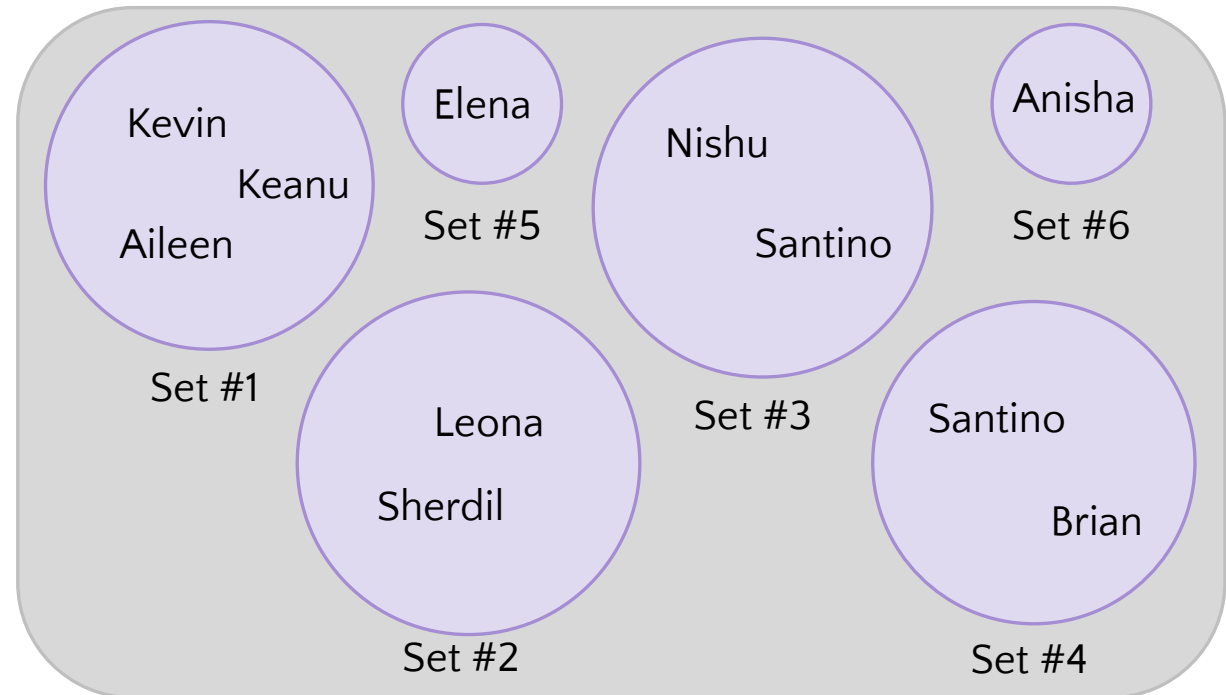 Kevin
Keanu
Aileen
Set #1
Elena
Set #5
Nishu
Santino
Set #3
Anisha
Set #6
Leona
Sherdil
Set #2
Santino
Brian
Set #4